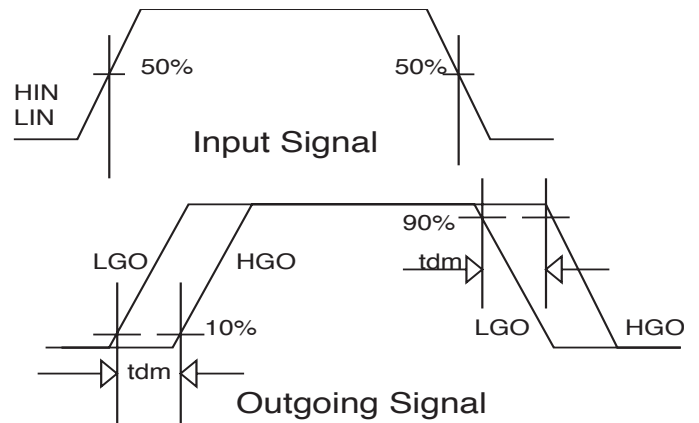 50%
50%
HIN
LIN
Input Signal
90%
LGO
HGO
tdm
10%
LGO
HGO
tdm
Outgoing Signal